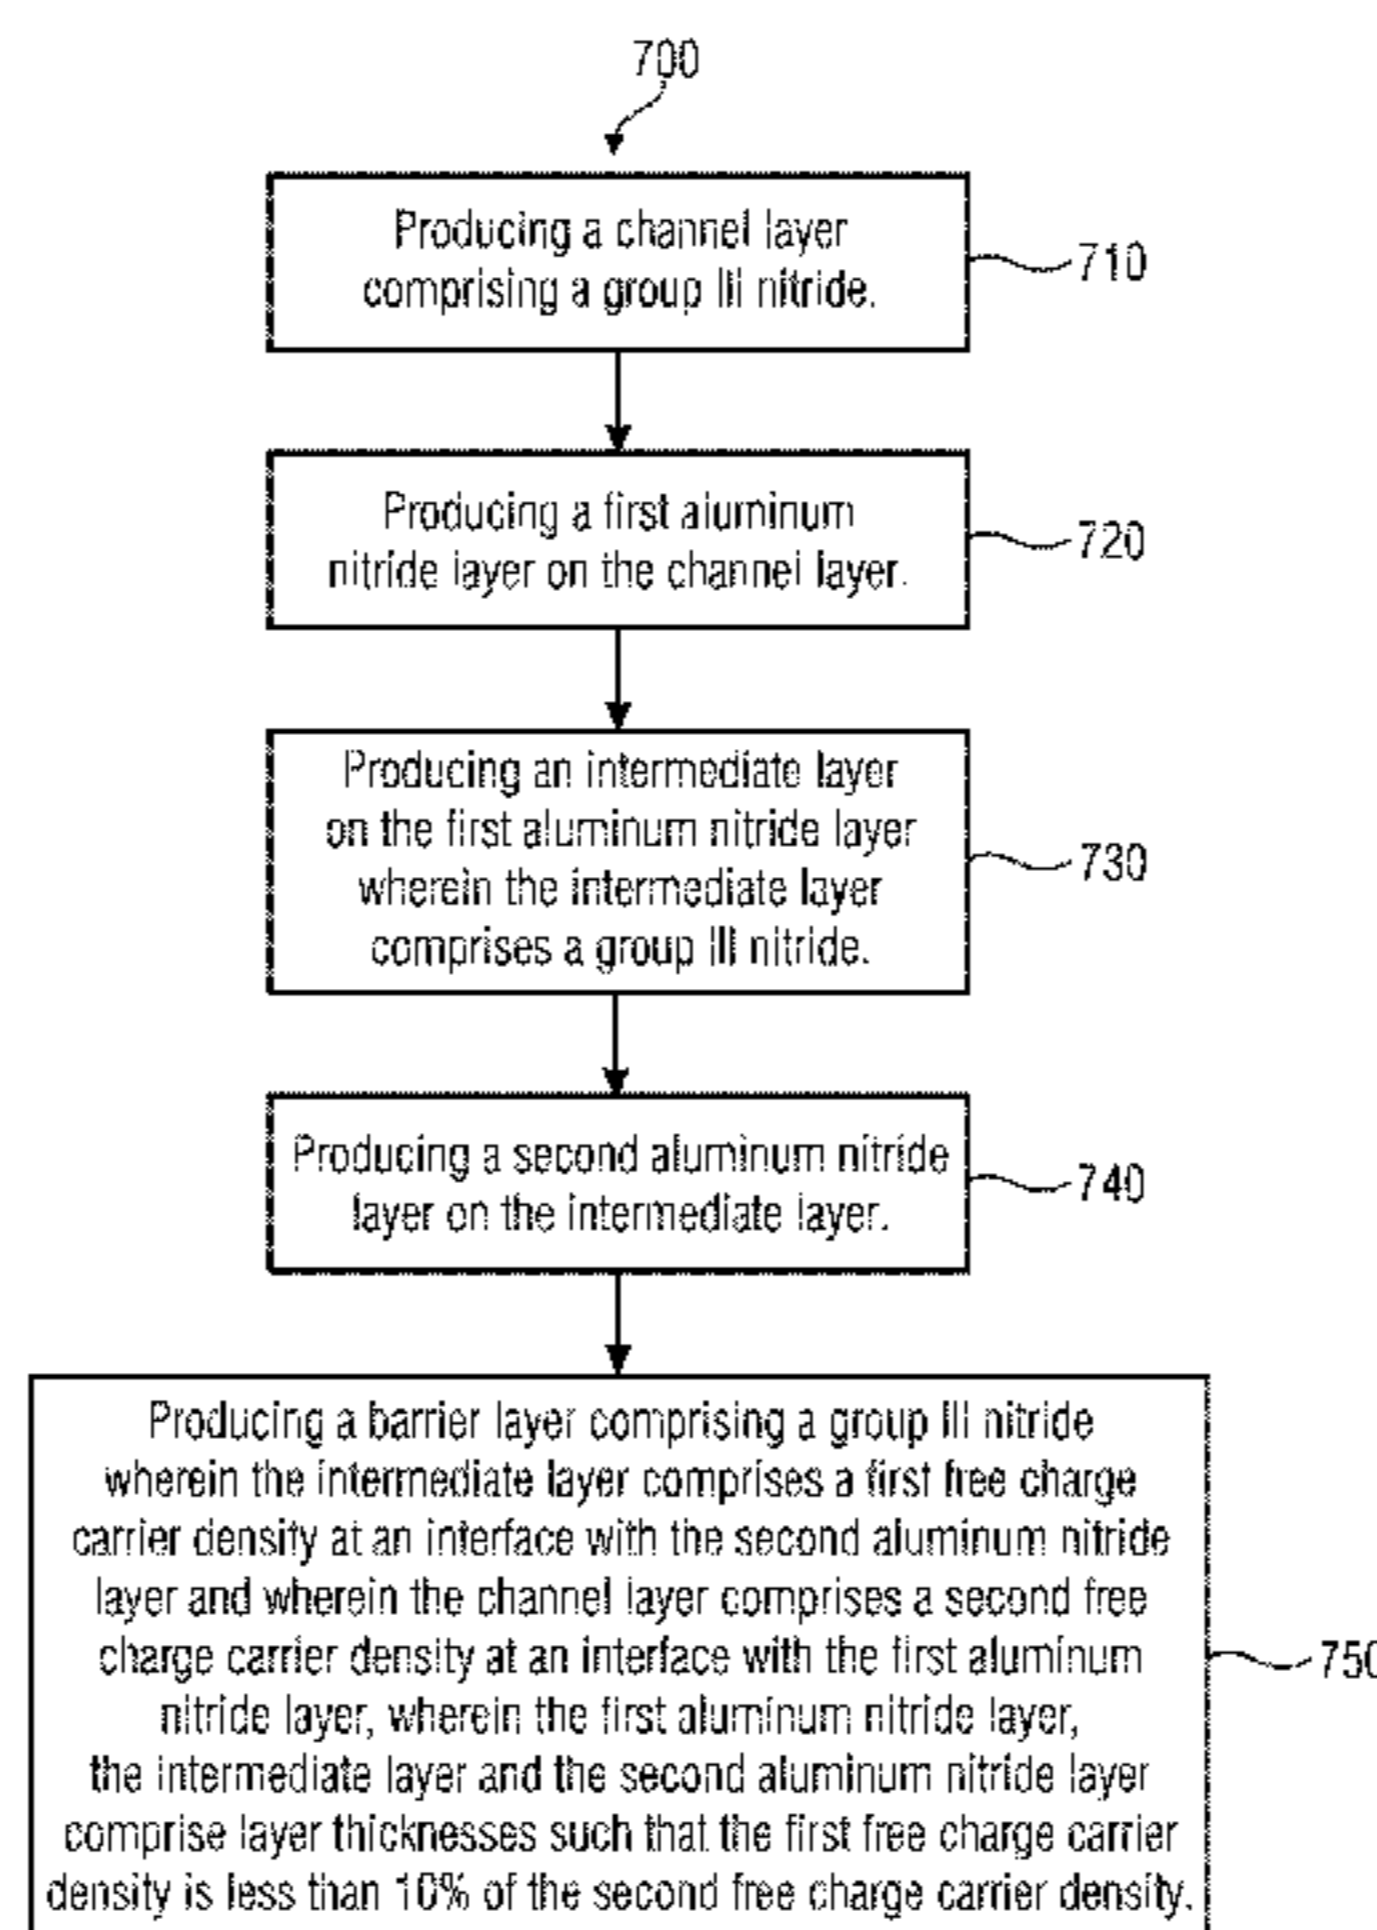 700
Producing a channel layer
comprising a group III nitride.
710
Producing a first aluminum
nitride layer on the channel layer.
720
Producing an intermediate layer
on the first aluminum nitride layer
wherein the intermediate layer
comprises a group III nitride.
730
Producing a second aluminum nitride
layer on the intermediate layer.
740
Producing a barrier layer comprising a group III nitride
wherein the intermediate layer comprises a first free charge
carrier density at an interface with the second aluminum nitride
layer and wherein the channel layer comprises a second free
charge carrier density at an interface with the first aluminum
nitride layer, wherein the first aluminum nitride layer,
the intermediate layer and the second aluminum nitride layer
comprise layer thicknesses such that the first free charge carrier
density is less than 10% of the second free charge carrier density.
750